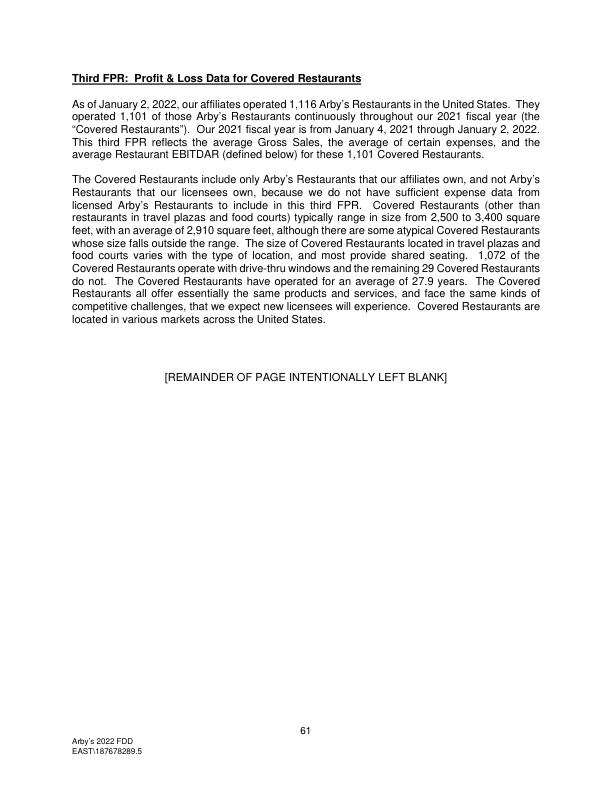 Third FPR: Profit & Loss Data for Covered Restaurants
As of January 2, 2022, our affiliates operated 1,116 Arby's Restaurants in the United States. They
operated 1,101 of those Arby's Restaurants continuously throughout our 2021 fiscal year (the
“Covered Restaurants”). Our 2021 fiscal year is from January 4, 2021 through January 2, 2022.
This third FPR reflects the average Gross Sales, the average of certain expenses, and the
average Restaurant EBITDAR (defined below) for these 1,101 Covered Restaurants.
The Covered Restaurants include only Arby's Restaurants that our affiliates own, and not Arby's
Restaurants that our licensees own, because we do not have sufficient expense data from
licensed Arby's Restaurants to include in this third FPR. Covered Restaurants (other than
restaurants in travel plazas and food courts) typically range in size from 2,500 to 3,400 square
feet, with an average of 2,910 square feet, although there are some atypical Covered Restaurants
whose size falls outside the range. The size of Covered Restaurants located in travel plazas and
food courts varies with the type of location, and most provide shared seating. 1,072 of the
Covered Restaurants operate with drive-thru windows and the remaining 29 Covered Restaurants
do not. The Covered Restaurants have operated for an average of 27.9 years. The Covered
Restaurants all offer essentially the same products and services, and face the same kinds of
competitive challenges, that we expect new licensees will experience. Covered Restaurants are
located in various markets across the United States.
[REMAINDER OF PAGE INTENTIONALLY LEFT BLANK]
61
Arby's 2022 FDD
EAST\187678289.5